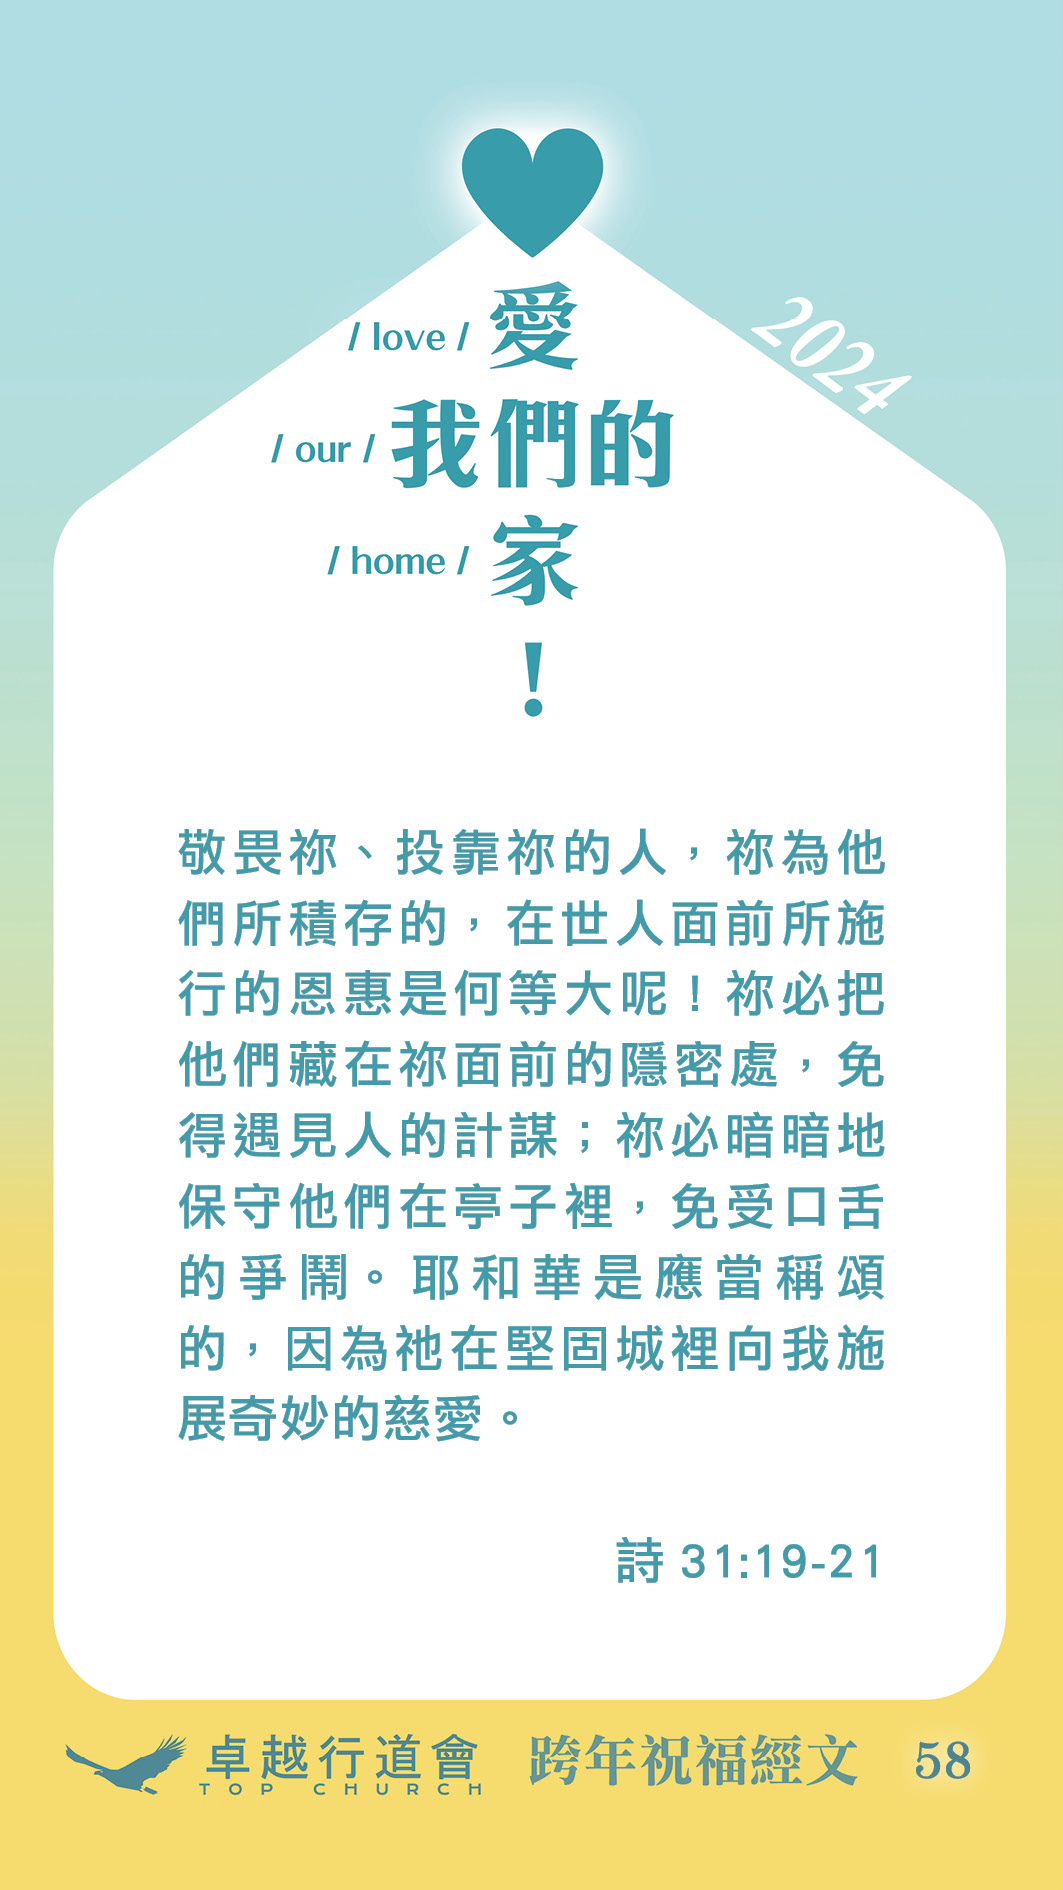 / love / 愛
2024
/ our / 我們的
/ home / 家
!
敬畏祢、投靠祢的人，祢為他
們所積存的，在世人面前所施
行的恩惠是何等大呢！祢必把
他們藏在祢面前的隱密處，免
得遇見人的計謀；祢必暗暗地
保守他們在亭子裡，免受口舌
的爭鬧。耶和華是應當稱頌
的，因為祂在堅固城裡向我施
展奇妙的慈愛。
詩 31:19-21
卓越行道會 跨年祝福經文 58
TOP CHURCH